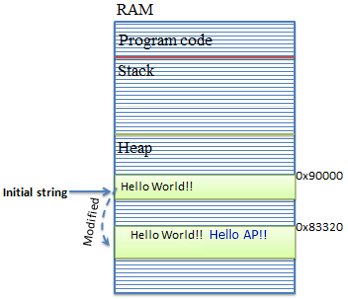 RAM
Program code
Stack
Heap
0x90000
Initial string
Hello World!!
Modified
0x83320
Hello World!! Hello AP!!